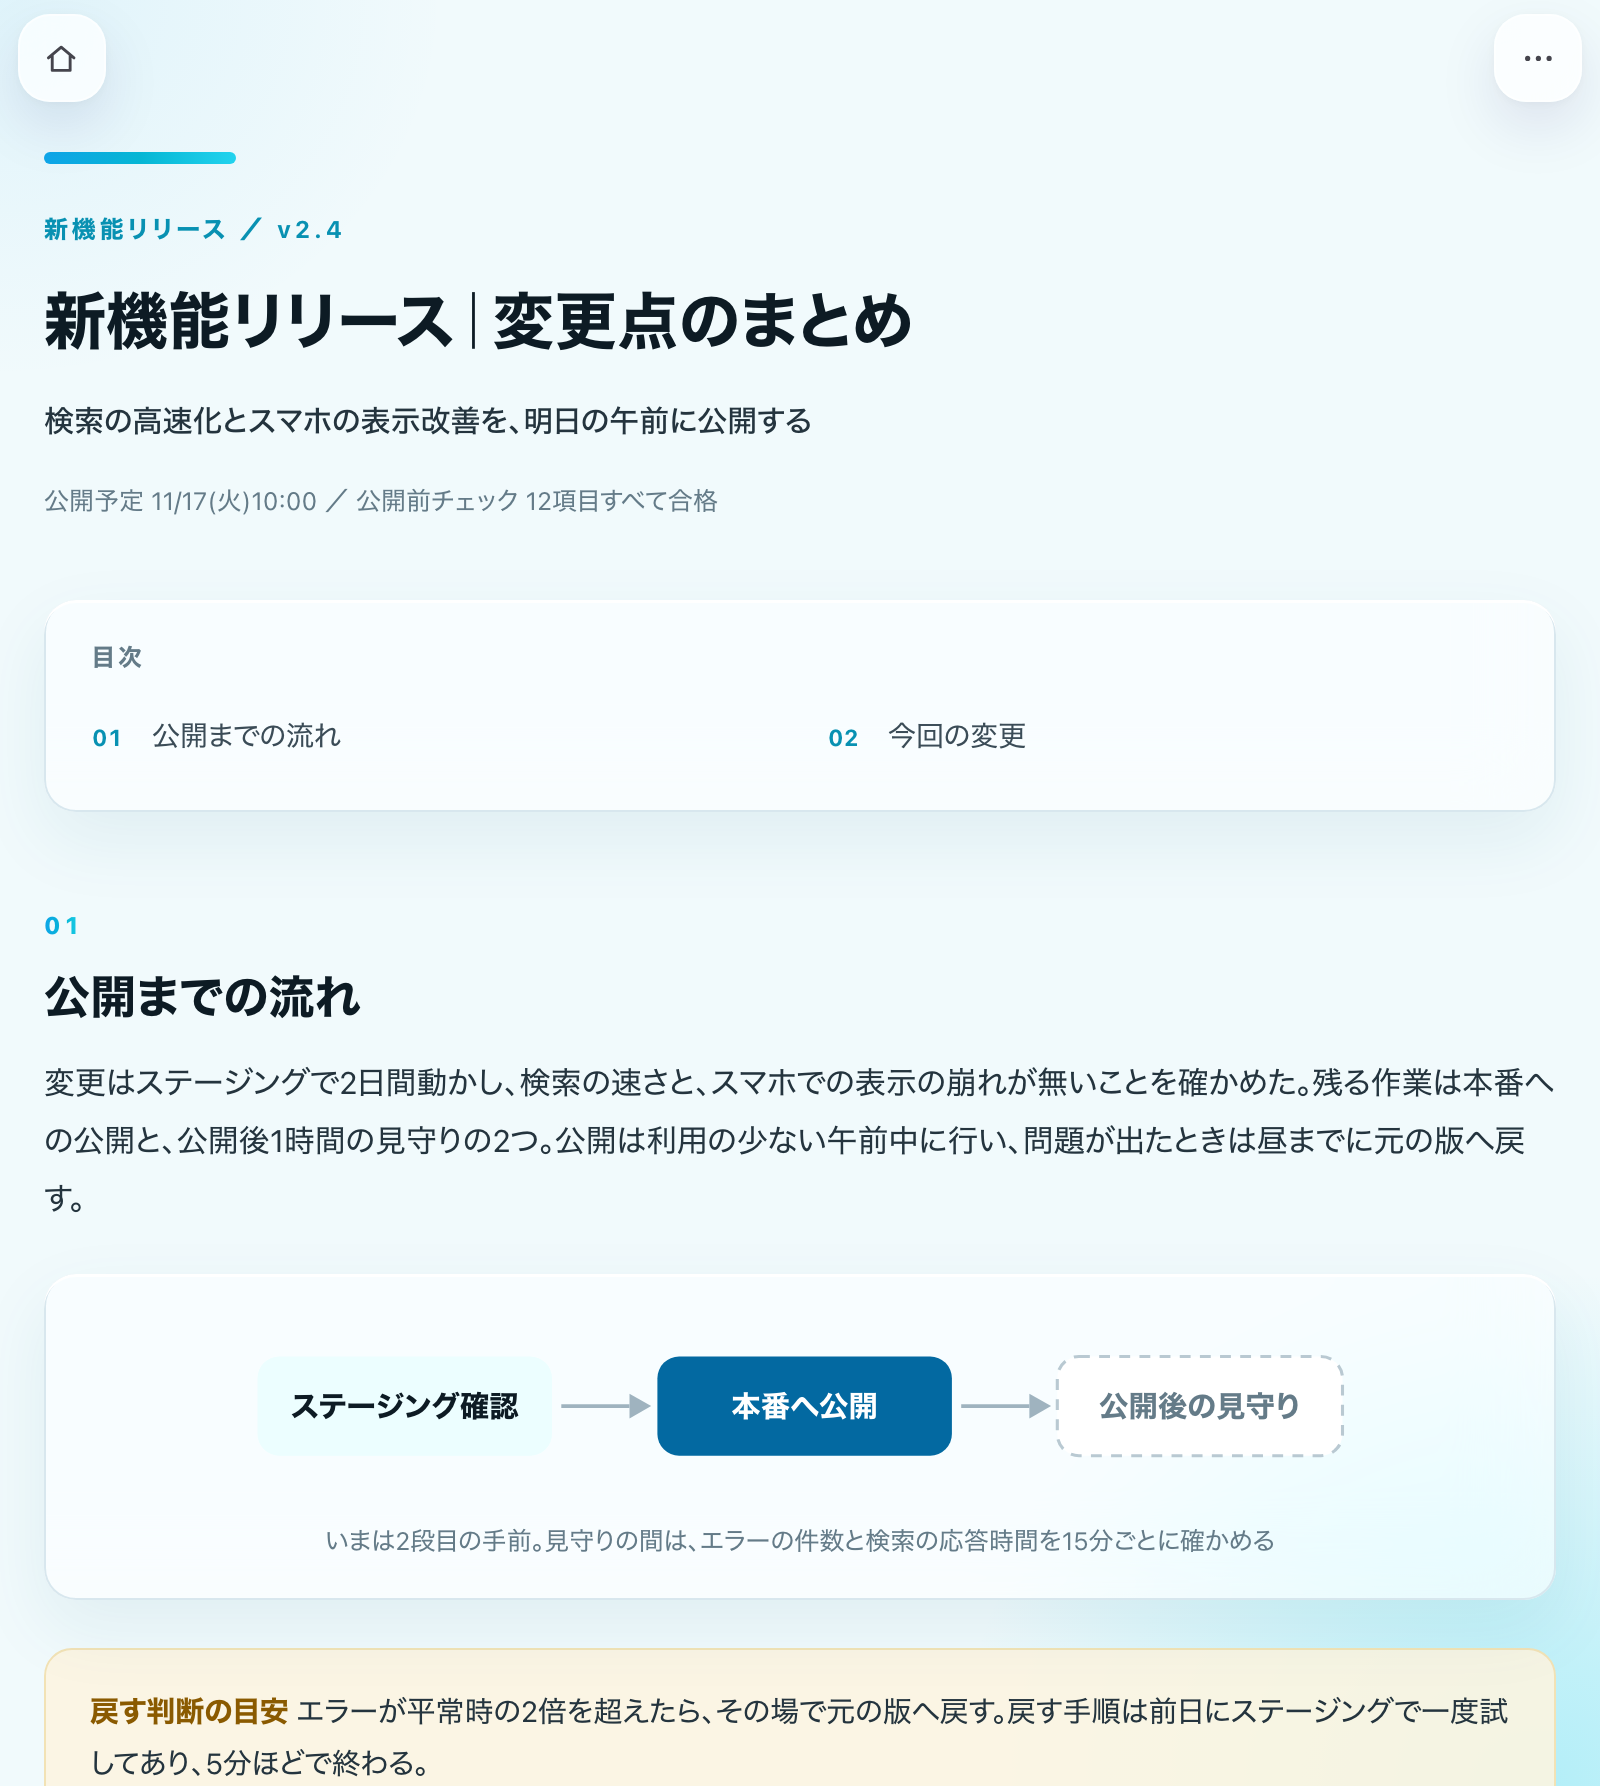 新機能リリース ／ v2.4
新機能リリース｜変更点のまとめ
検索の高速化とスマホの表示改善を、明日の午前に公開する
公開予定 11/17(火)10:00 ／ 公開前チェック 12項目すべて合格
目次
01 公開までの流れ
02 今回の変更
01
公開までの流れ
変更はステージングで2日間動かし、検索の速さと、スマホでの表示の崩れが無いことを確かめた。残る作業は本番へ
の公開と、公開後1時間の見守りの2つ。公開は利用の少ない午前中に行い、問題が出たときは昼までに元の版へ戻
す。
ステージング確認
本番へ公開
公開後の見守り
いまは2段目の手前。見守りの間は、エラーの件数と検索の応答時間を15分ごとに確かめる
戻す判断の目安 エラーが平常時の2倍を超えたら、その場で元の版へ戻す。戻す手順は前日にステージングで一度試
してあり、5分ほどで終わる。